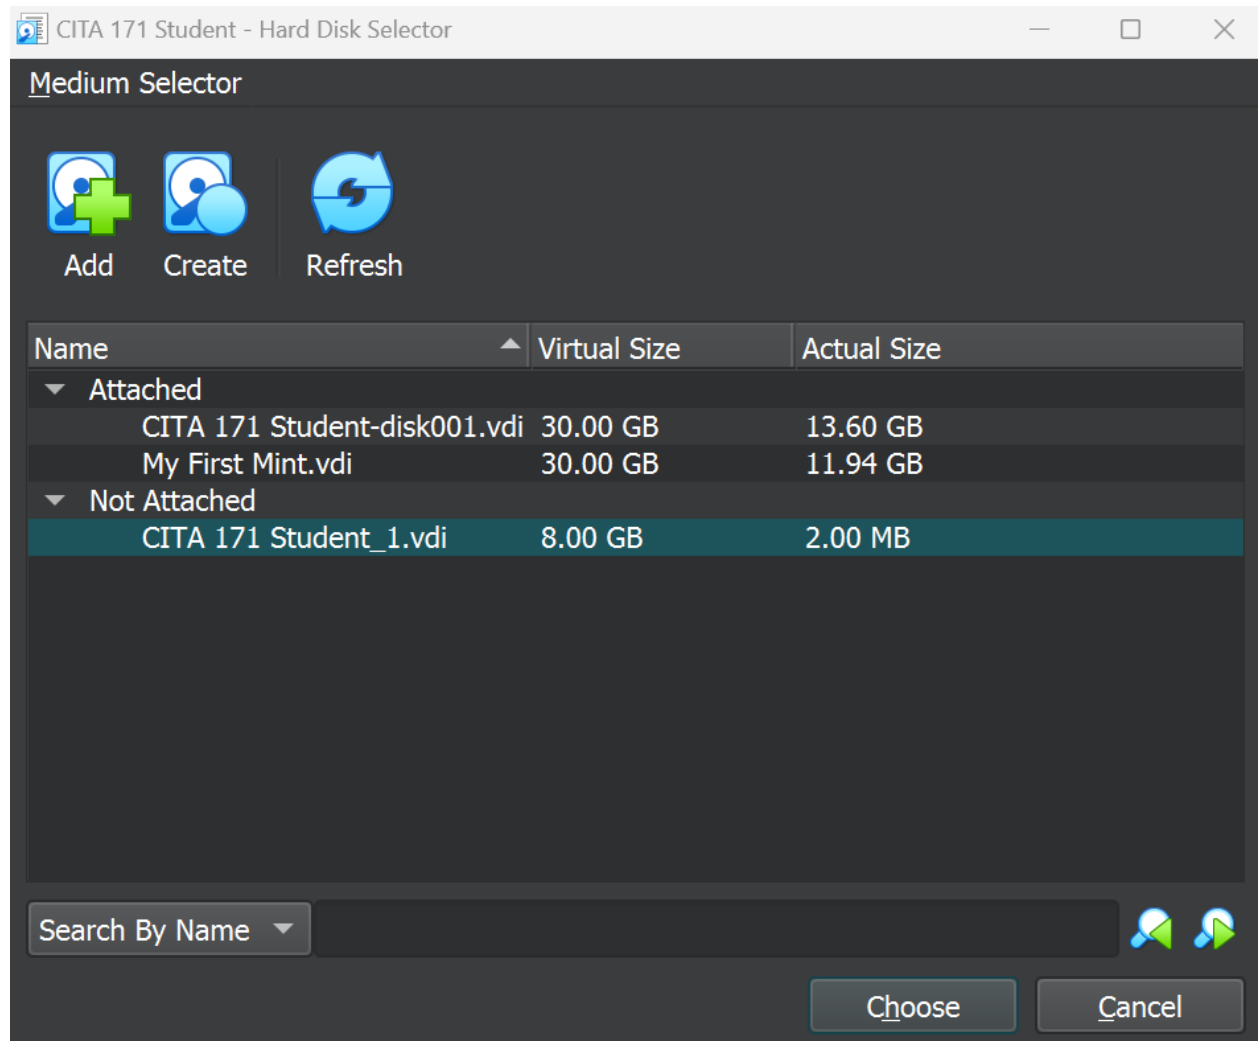 CITA 171 Student - Hard Disk Selector
Medium Selector
Add Create Refresh
Name Virtual Size Actual Size
Attached
CITA 171 Student-disk001.vdi 30.00 GB 13.60 GB
My First Mint.vdi 30.00 GB 11.94 GB
Not Attached
CITA 171 Student_1.vdi 8.00 GB 2.00 MB
Search By Name
Choose Cancel